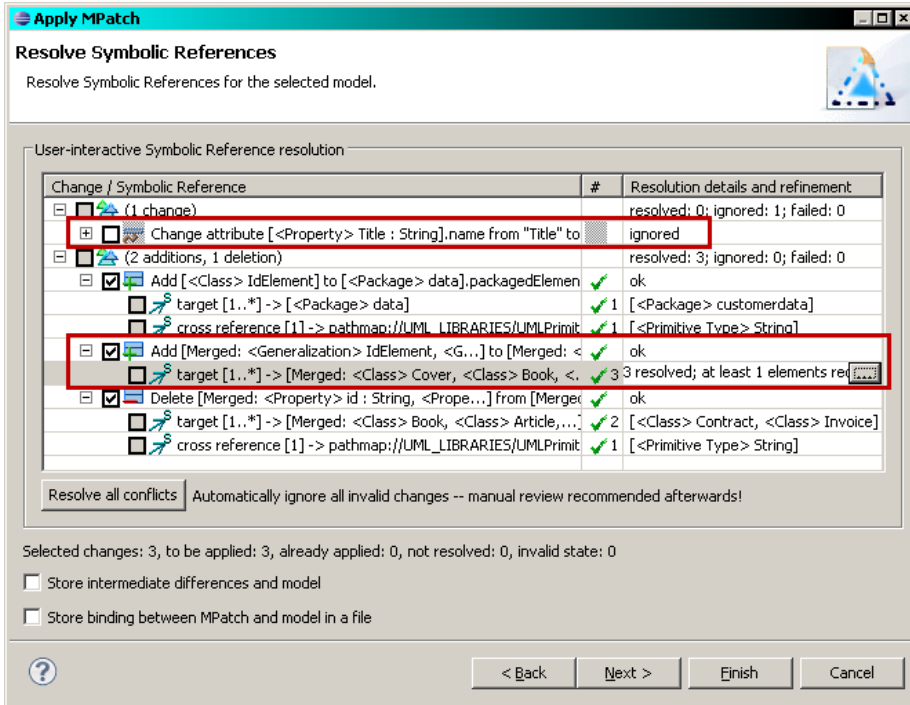 Apply MPatch
Resolve Symbolic References
Resolve Symbolic References for the selected model.
User-interactive Symbolic Reference resolution
Change / Symbolic Reference # Resolution details and refinement
(1 change) resolved: 0; ignored: 1; failed: 0
Change attribute [<Property> Title : String].name from "Title" to ignored
(2 additions, 1 deletion) resolved: 3; ignored: 0; failed: 0
Add [<Class> IdElement] to [<Package> data].packagedElemen ok
target [1..*] -> [<Package> data] 1 [<Package> customerdata]
cross reference [1] -> pathmap://UML_LIBRARIES/UMLPrimit 1 [<Primitive Type> String]
Add [Merged: <Generalization> IdElement, <G...] to [Merged: < ok
target [1..*] -> [Merged: <Class> Cover, <Class> Book, <. 3 3 resolved; at least 1 elements req ...
Delete [Merged: <Property> id : String, <Prope...] from [Merged ok
target [1..*] -> [Merged: <Class> Book, <Class> Article,...] 2 [<Class> Contract, <Class> Invoice]
cross reference [1] -> pathmap://UML_LIBRARIES/UMLPrimit 1 [<Primitive Type> String]
Resolve all conflicts Automatically ignore all invalid changes -- manual review recommended afterwards!
Selected changes: 3, to be applied: 3, already applied: 0, not resolved: 0, invalid state: 0
Store intermediate differences and model
Store binding between MPatch and model in a file
? < Back Next > Finish Cancel